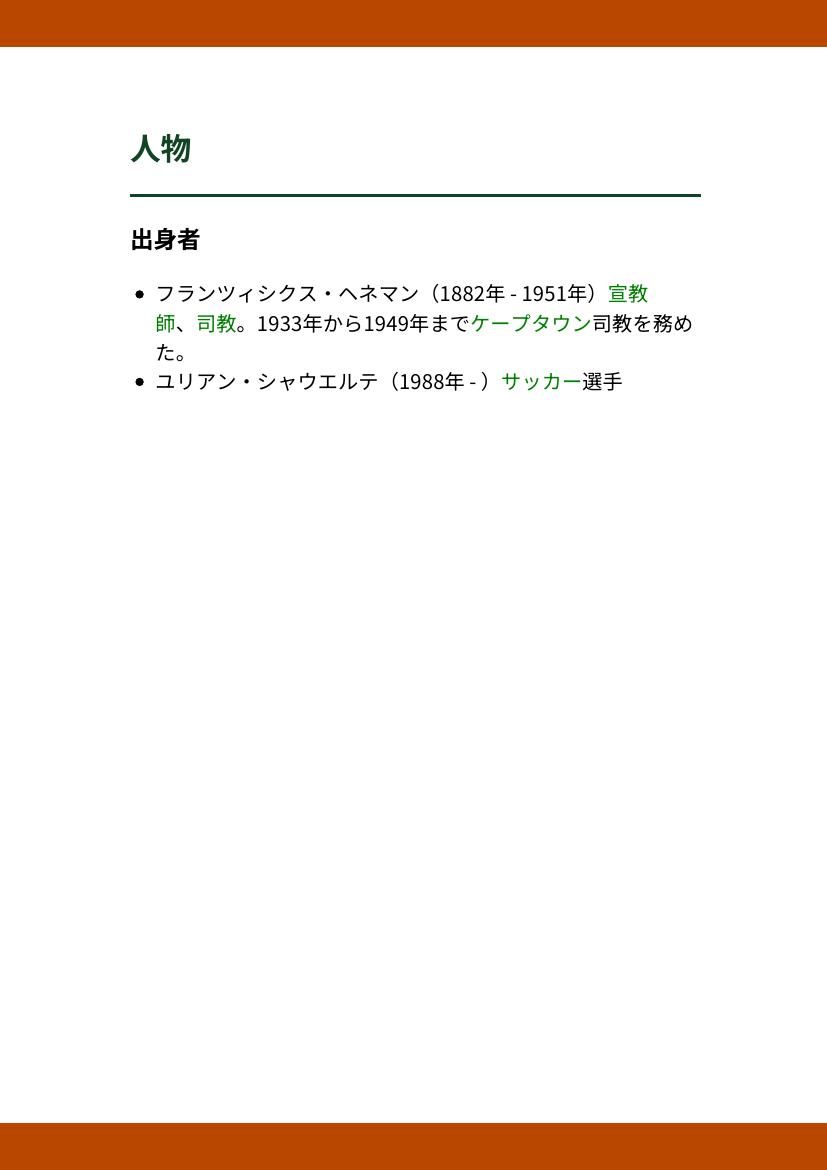 人物
出身者
フランツィシクス・ヘネマン（1882年 - 1951年）宣教
師、司教。1933年から1949年までケープタウン司教を務め
た。
ユリアン・シャウエルテ（1988年 - ）サッカー選手